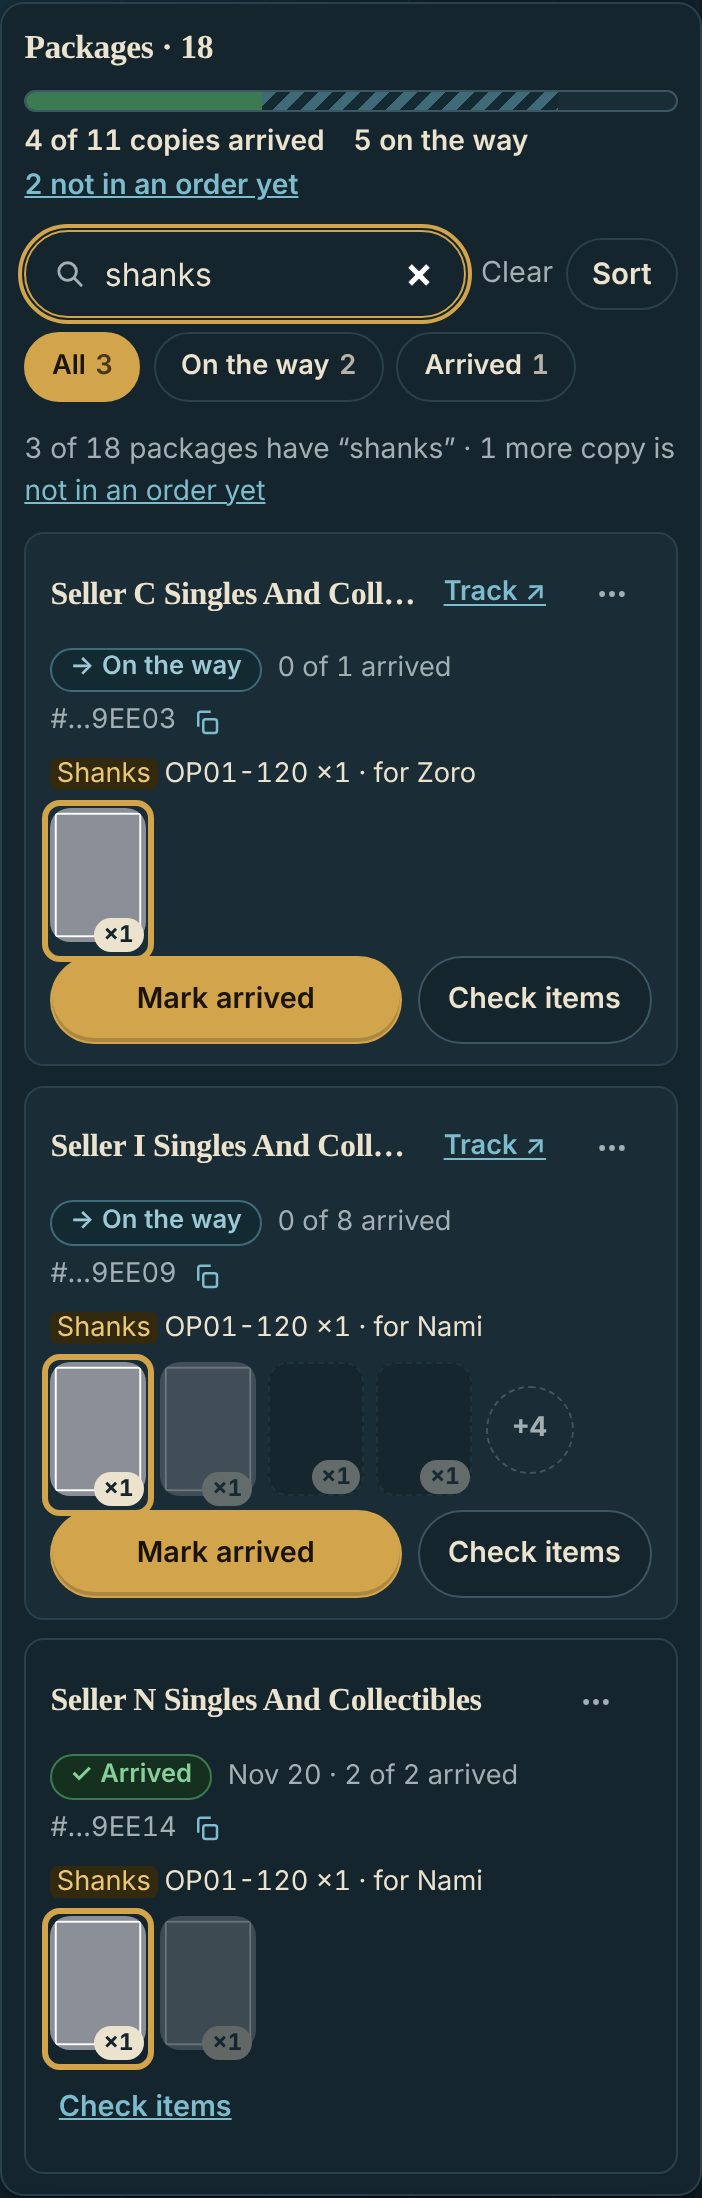 Packages · 18
4 of 11 copies arrived 5 on the way
2 not in an order yet
shanks
Clear
Sort
All 3
On the way 2
Arrived 1
3 of 18 packages have “shanks” · 1 more copy is
not in an order yet
Seller C Singles And Coll… Track ↗ …
→ On the way 0 of 1 arrived
#…9EE03
Shanks OP01-120 ×1 · for Zoro
×1
Mark arrived
Check items
Seller I Singles And Coll… Track ↗ …
→ On the way 0 of 8 arrived
#…9EE09
Shanks OP01-120 ×1 · for Nami
×1 ×1 ×1 ×1 +4
Mark arrived
Check items
Seller N Singles And Collectibles …
✓ Arrived Nov 20 · 2 of 2 arrived
#…9EE14
Shanks OP01-120 ×1 · for Nami
×1 ×1
Check items